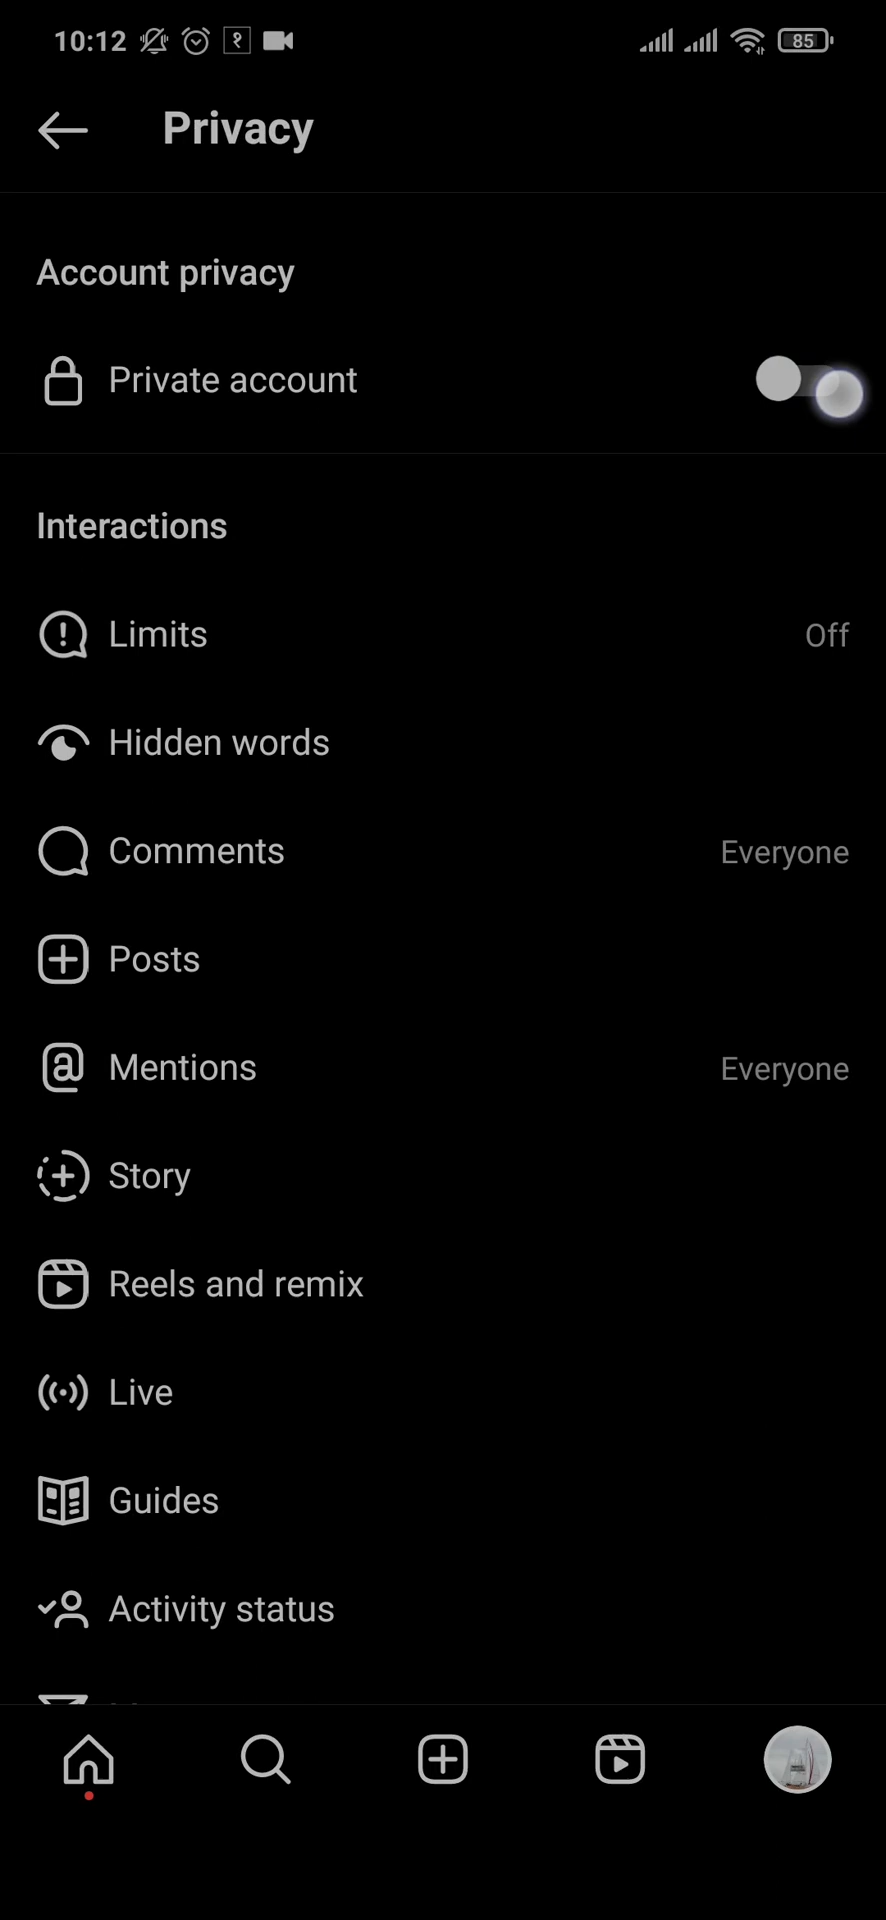 10:12 १ 85
Privacy
Account privacy
Private account
Interactions
Limits Off
Hidden words
Comments Everyone
Posts
Mentions Everyone
Story
Reels and remix
Live
Guides
Activity status